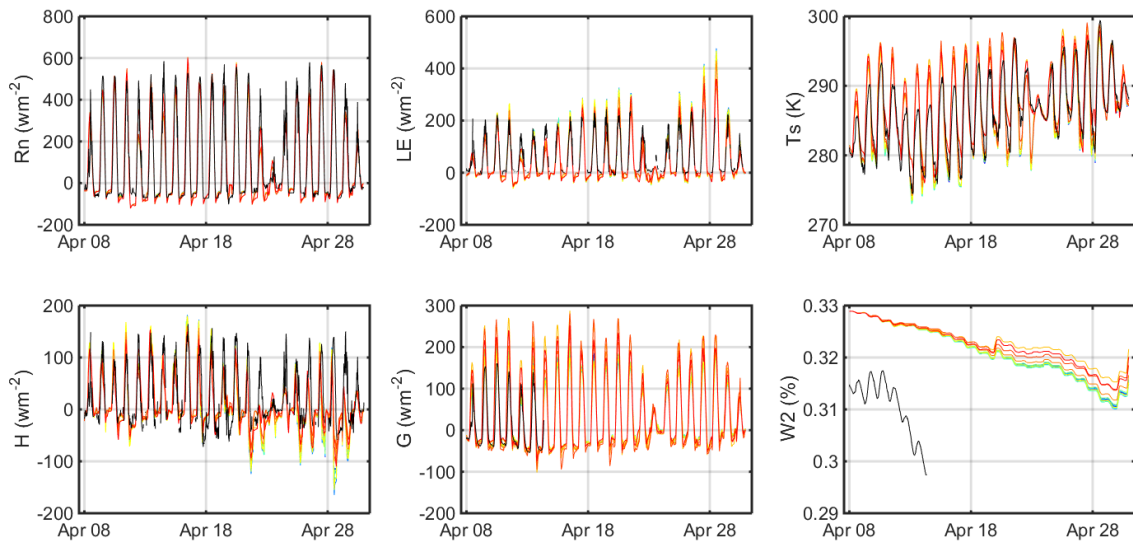 800
600
400
200
0
-200
Rn (wm-2)
Apr 08
Apr 18
Apr 28
600
400
200
0
-200
LE (wm-2)
Apr 08
Apr 18
Apr 28
300
290
280
270
Ts (K)
Apr 08
Apr 18
Apr 28
200
100
0
-100
-200
H (wm-2)
Apr 08
Apr 18
Apr 28
300
200
100
0
-100
-200
G (wm-2)
Apr 08
Apr 18
Apr 28
0.33
0.32
0.31
0.3
0.29
W2 (%)
Apr 08
Apr 18
Apr 28